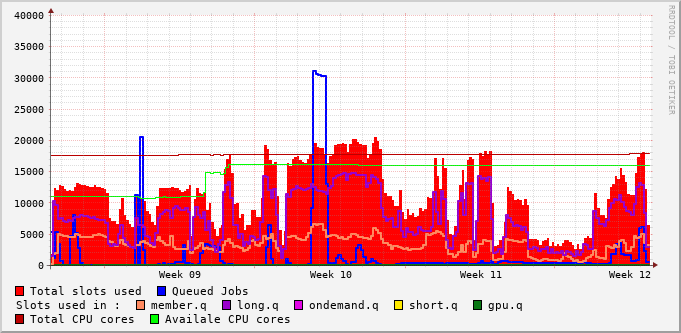 40000
35000
30000
25000
20000
15000
10000
5000
0
Week 09 Week 10 Week 11 Week 12
RRDTOOL / TOBI OETIKER
Total slots used Queued Jobs
Slots used in : member.q long.q ondemand.q short.q gpu.q
Total CPU cores Availale CPU cores